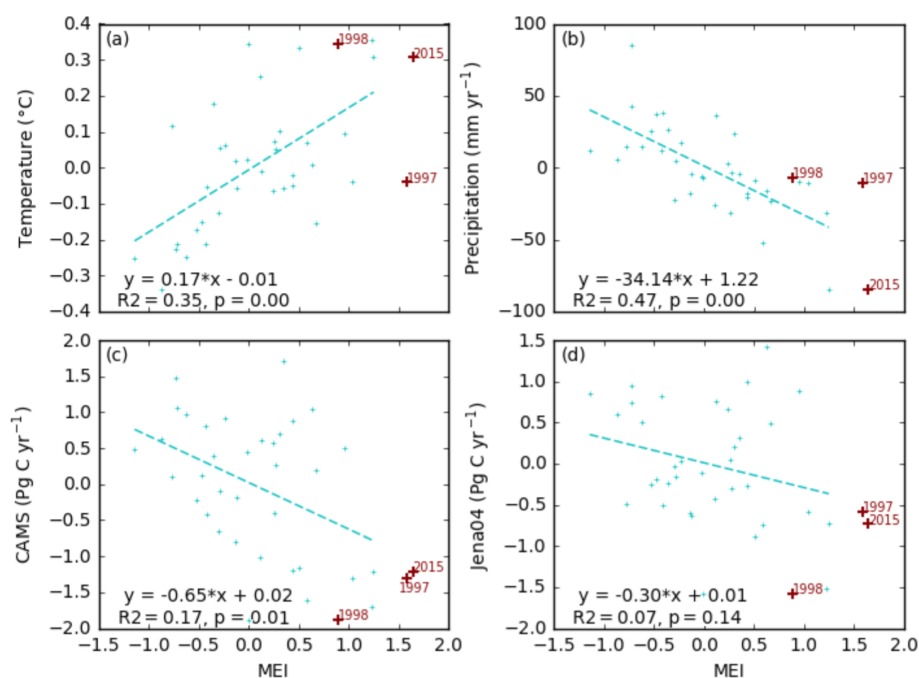 (a)
1998
2015
1997
y = 0.17*x - 0.01
R2 = 0.35, p = 0.00
Temperature (°C)
0.4
0.3
0.2
0.1
0.0
−0.1
−0.2
−0.3
−0.4
(b)
1998
1997
2015
y = -34.14*x + 1.22
R2 = 0.47, p = 0.00
Precipitation (mm yr⁻¹)
100
50
0
−50
−100
(c)
2015
1997
1998
y = -0.65*x + 0.02
R2 = 0.17, p = 0.01
CAMS (Pg C yr⁻¹)
2.0
1.5
1.0
0.5
0.0
−0.5
−1.0
−1.5
−2.0
−1.5 −1.0 −0.5 0.0 0.5 1.0 1.5 2.0
MEI
(d)
1997
2015
1998
y = -0.30*x + 0.01
R2 = 0.07, p = 0.14
Jena04 (Pg C yr⁻¹)
1.5
1.0
0.5
0.0
−0.5
−1.0
−1.5
−2.0
−1.5 −1.0 −0.5 0.0 0.5 1.0 1.5 2.0
MEI